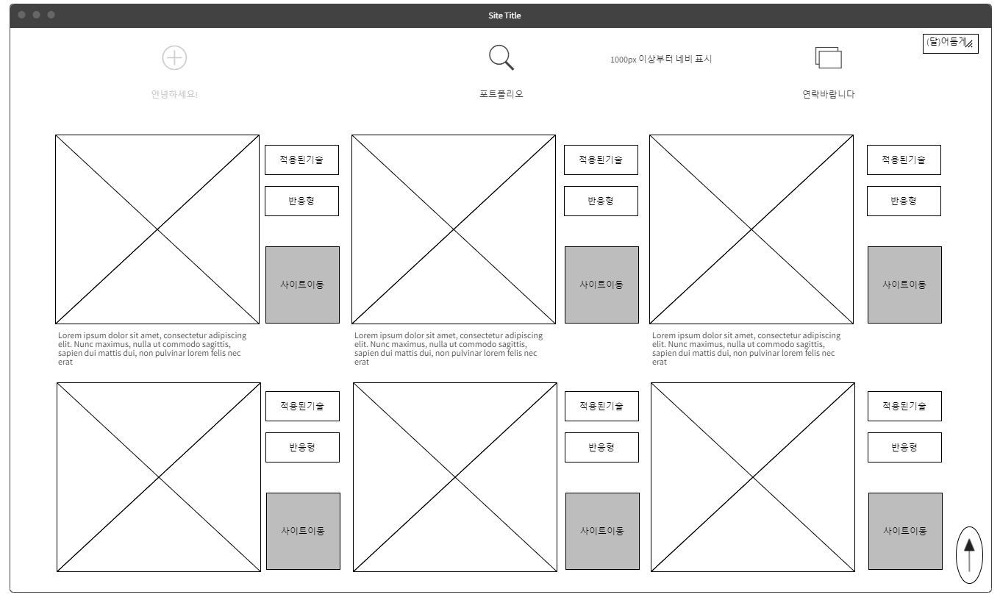 Site Title
(달)어둡게
1000px 이상부터 네비 표시
안녕하세요!
포트폴리오
연락바랍니다
적용된기술
반응형
사이트이동
적용된기술
반응형
사이트이동
적용된기술
반응형
사이트이동
Lorem ipsum dolor sit amet, consectetur adipiscing
elit. Nunc maximus, nulla ut commodo sagittis,
sapien dui mattis dui, non pulvinar lorem felis nec
erat
Lorem ipsum dolor sit amet, consectetur adipiscing
elit. Nunc maximus, nulla ut commodo sagittis,
sapien dui mattis dui, non pulvinar lorem felis nec
erat
Lorem ipsum dolor sit amet, consectetur adipiscing
elit. Nunc maximus, nulla ut commodo sagittis,
sapien dui mattis dui, non pulvinar lorem felis nec
erat
적용된기술
반응형
사이트이동
적용된기술
반응형
사이트이동
적용된기술
반응형
사이트이동